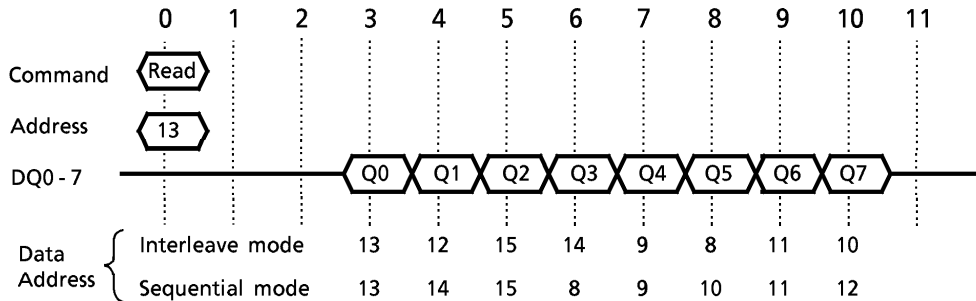 0 1 2 3 4 5 6 7 8 9 10 11
Command Read
Address 13
DQ0 - 7 Q0 Q1 Q2 Q3 Q4 Q5 Q6 Q7
Data Address
Interleave mode 13 12 15 14 9 8 11 10
Sequential mode 13 14 15 8 9 10 11 12